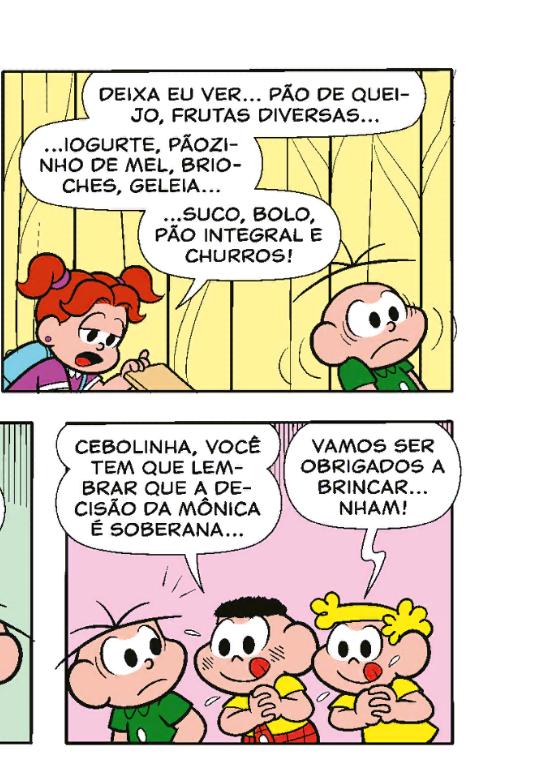 DEIXA EU VER... PÃO DE QUEI-
JO, FRUTAS DIVERSAS...
...IOGURTE, PÃOZI-
NHO DE MEL, BRIO-
CHES, GELEIA...
...SUCO, BOLO,
PÃO INTEGRAL E
CHURROS!
CEBOLINHA, VOCÊ
TEM QUE LEM-
BRAR QUE A DE-
CISÃO DA MÔNICA
É SOBERANA...
VAMOS SER
OBRIGADOS A
BRINCAR...
NHAM!